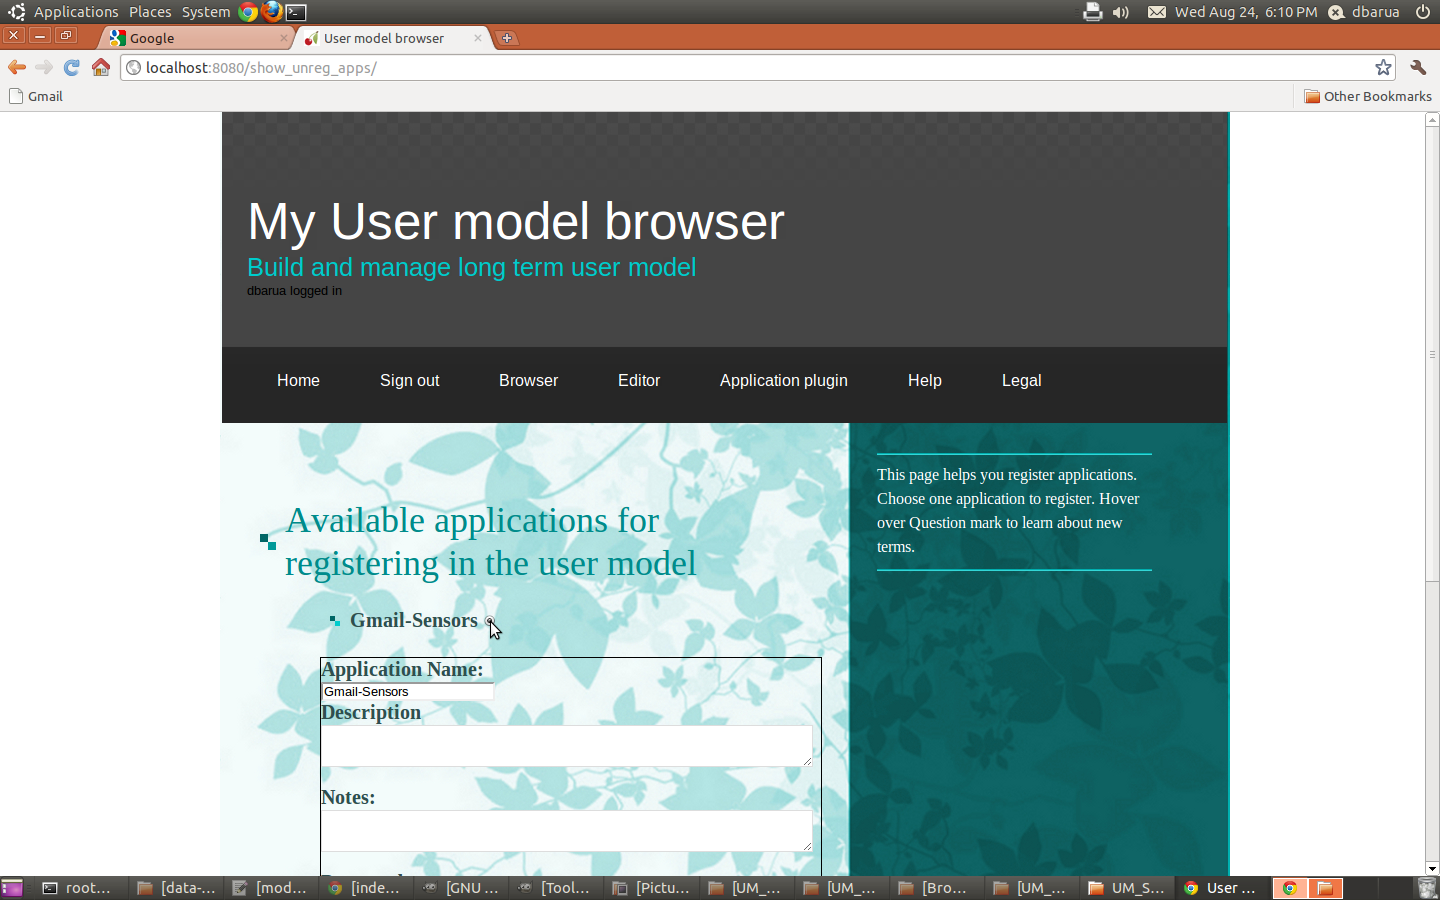 Applications Places System
Wed Aug 24, 6:10 PM dbarua
Google
User model browser
localhost:8080/show_unreg_apps/
Gmail
Other Bookmarks
My User model browser
Build and manage long term user model
dbarua logged in
Home Sign out Browser Editor Application plugin Help Legal
This page helps you register applications.
Choose one application to register. Hover
over Question mark to learn about new
terms.
Available applications for
registering in the user model
Gmail-Sensors
Application Name:
Gmail-Sensors
Description
Notes:
root... [data-... [mod... [inde... [GNU ... [Tool... [Pictu... [UM_... [UM_... [Bro... [UM_... UM_S... User ...